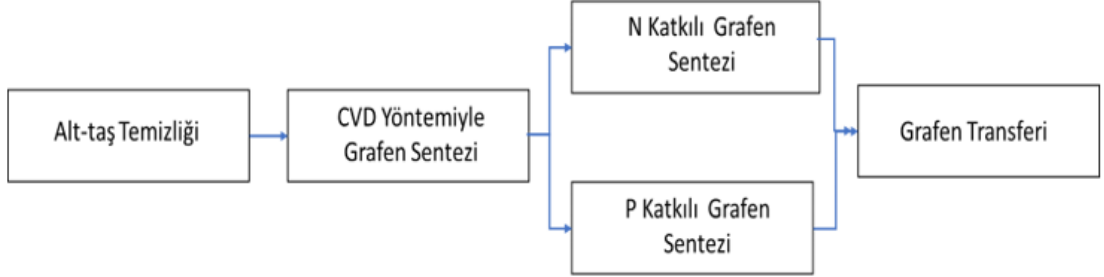 Alt-taş Temizliği
CVD Yöntemiyle
Grafen Sentezi
N Katkılı Grafen
Sentezi
P Katkılı Grafen
Sentezi
Grafen Transferi